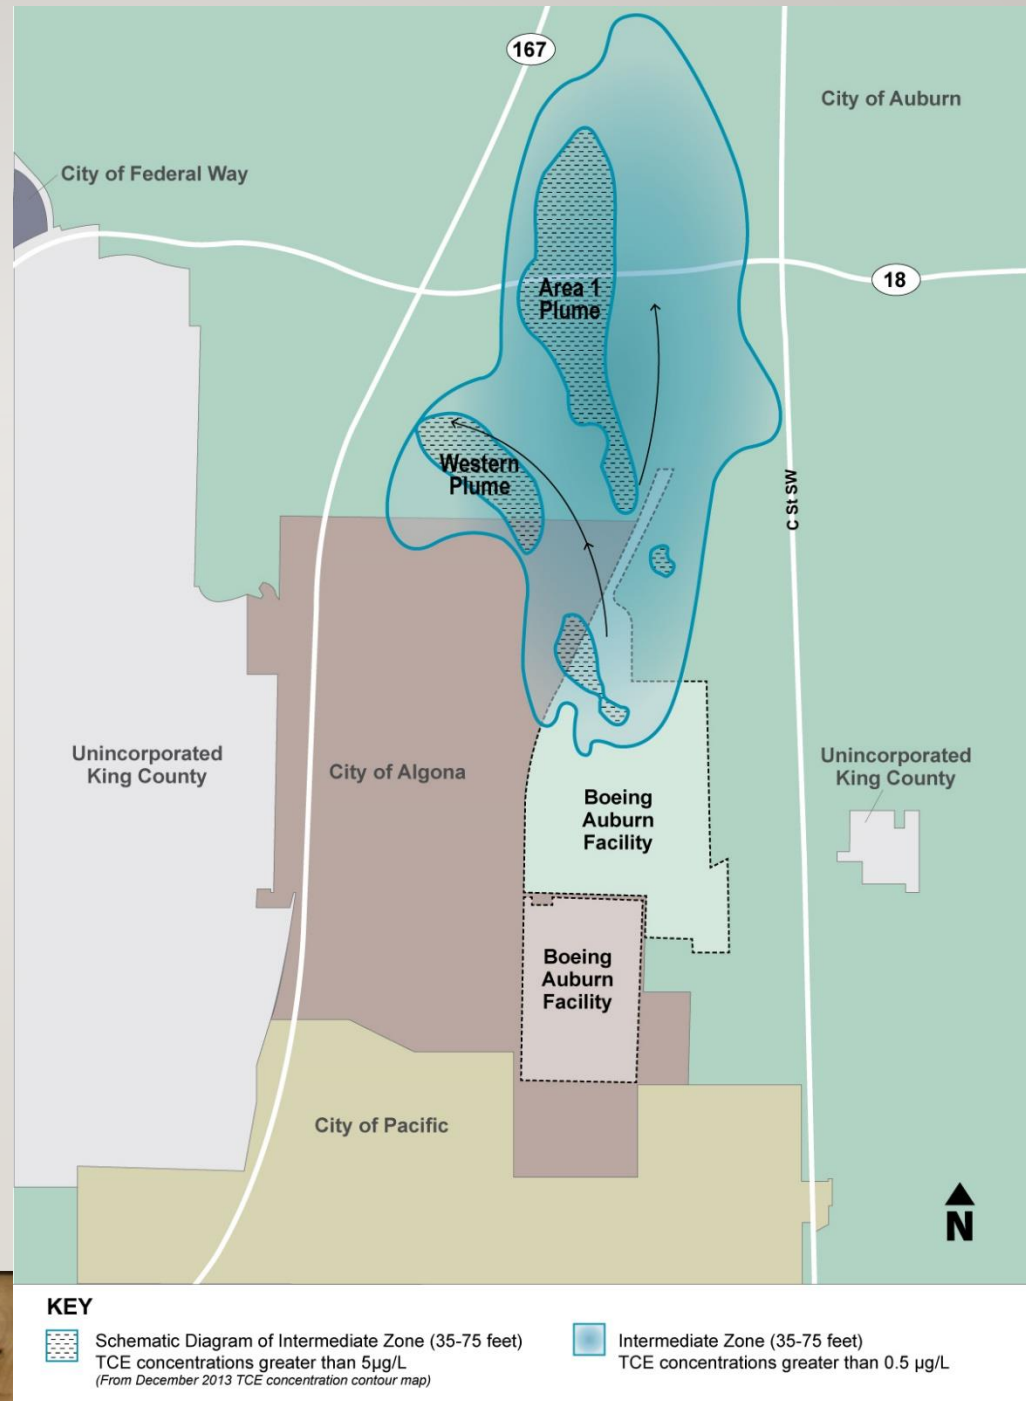 167
City of Auburn
City of Federal Way
18
Area 1
Plume
Western
Plume
C St SW
Unincorporated
King County
City of Algona
Unincorporated
King County
Boeing
Auburn
Facility
Boeing
Auburn
Facility
City of Pacific
N
KEY
Schematic Diagram of Intermediate Zone (35-75 feet)
TCE concentrations greater than 5µg/L
(From December 2013 TCE concentration contour map)
Intermediate Zone (35-75 feet)
TCE concentrations greater than 0.5 µg/L